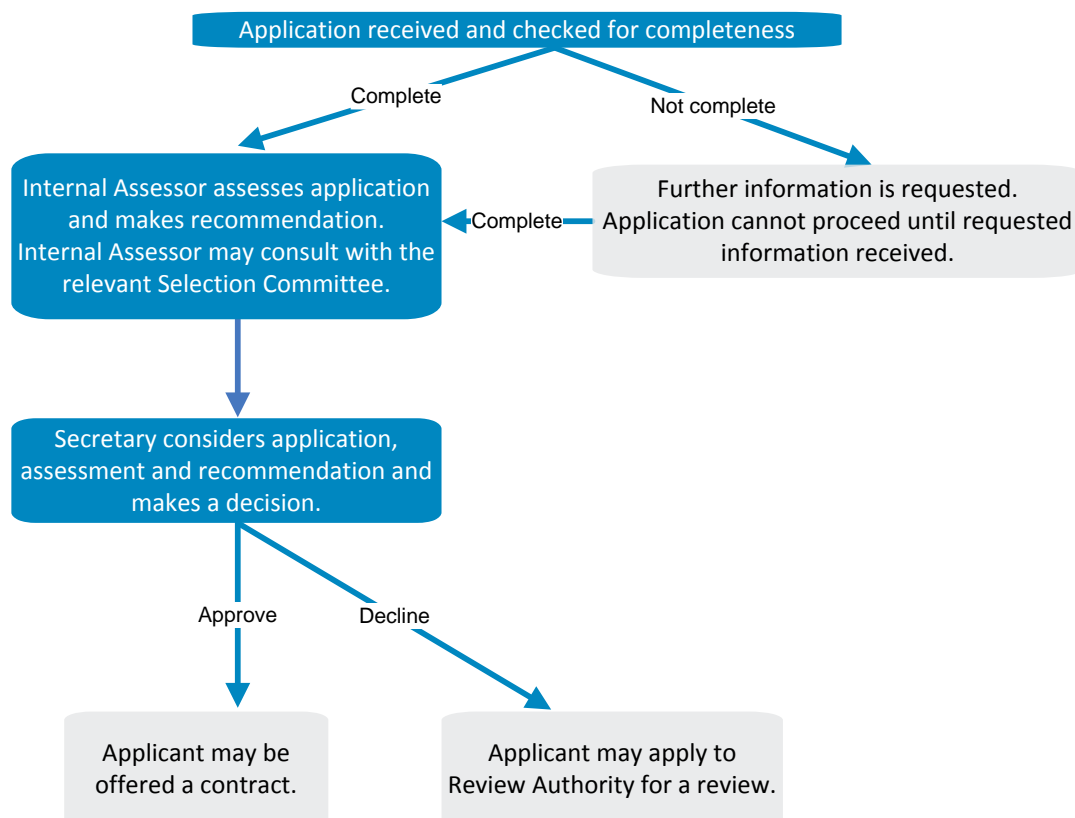 Application received and checked for completeness
Complete
Not complete
Internal Assessor assesses application
and makes recommendation.
Internal Assessor may consult with the
relevant Selection Committee.
Complete
Further information is requested.
Application cannot proceed until requested
information received.
Secretary considers application,
assessment and recommendation and
makes a decision.
Approve
Decline
Applicant may be
offered a contract.
Applicant may apply to
Review Authority for a review.